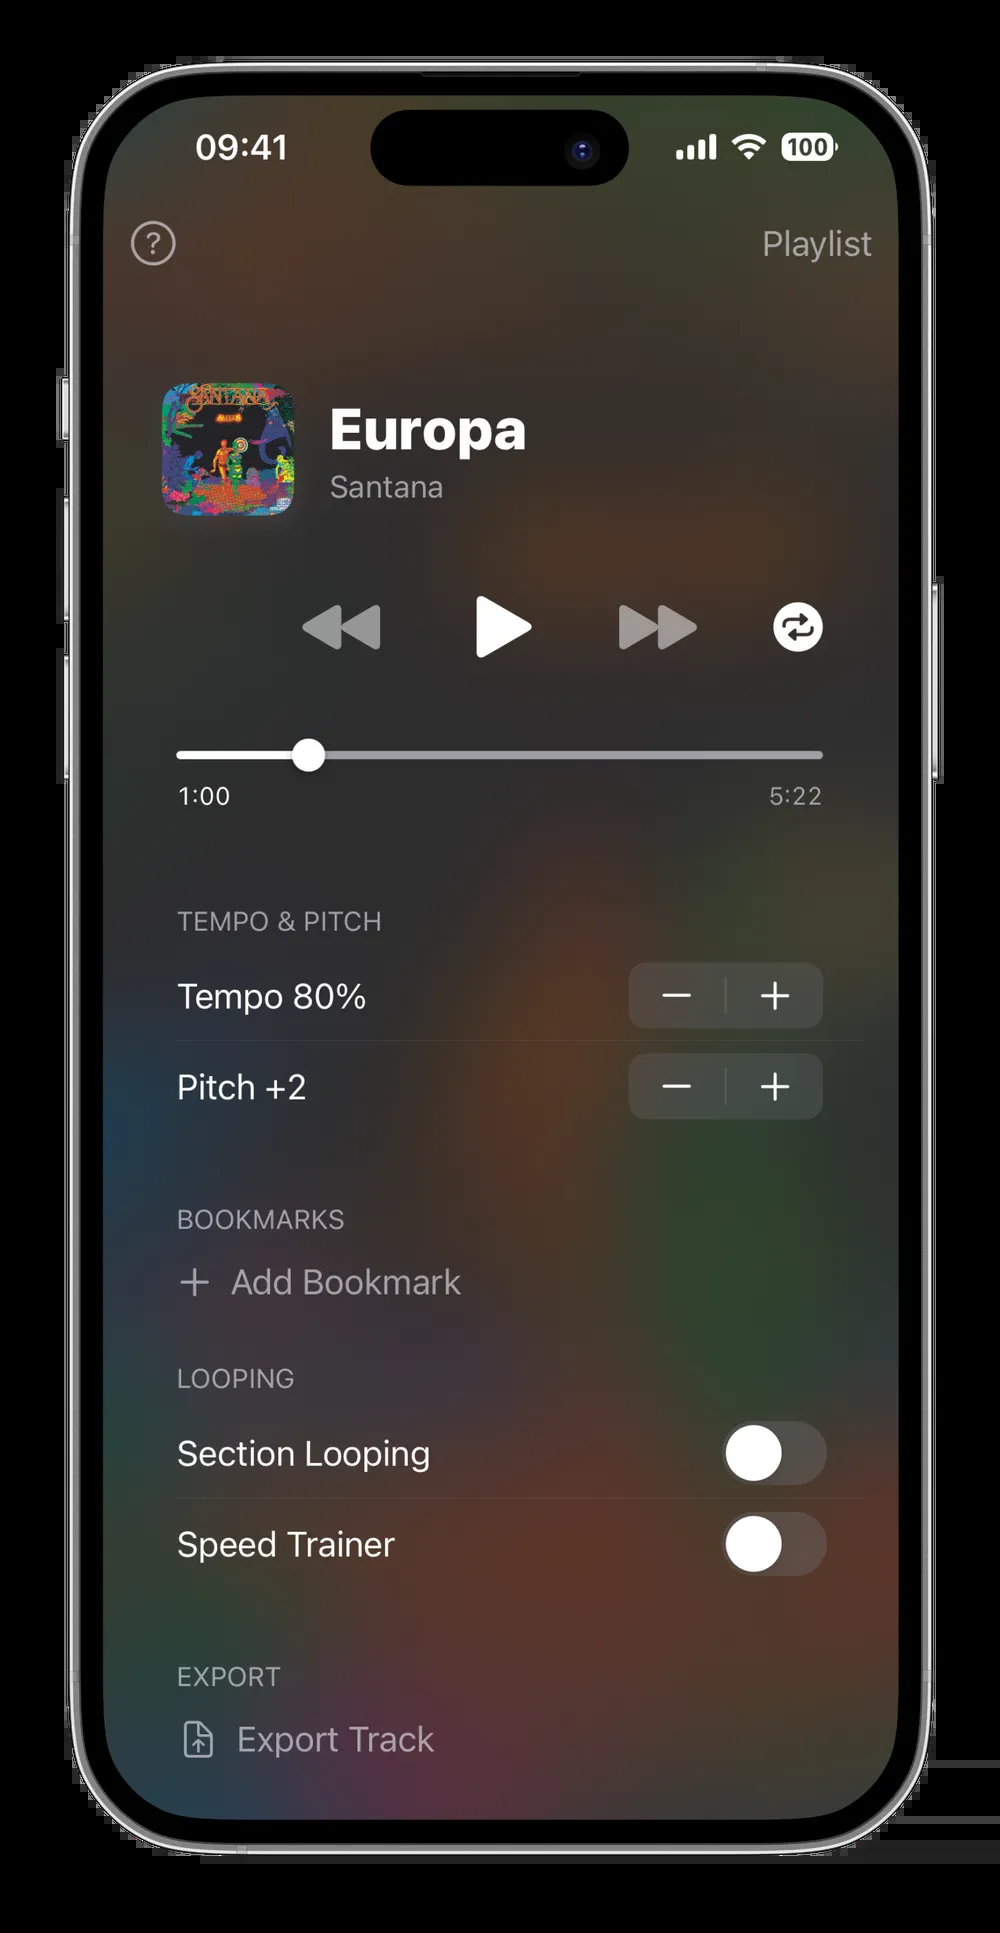 09:41
100
?
Playlist
SANTANA
Europa
Santana
1:00
5:22
TEMPO & PITCH
Tempo 80%
Pitch +2
BOOKMARKS
+ Add Bookmark
LOOPING
Section Looping
Speed Trainer
EXPORT
Export Track